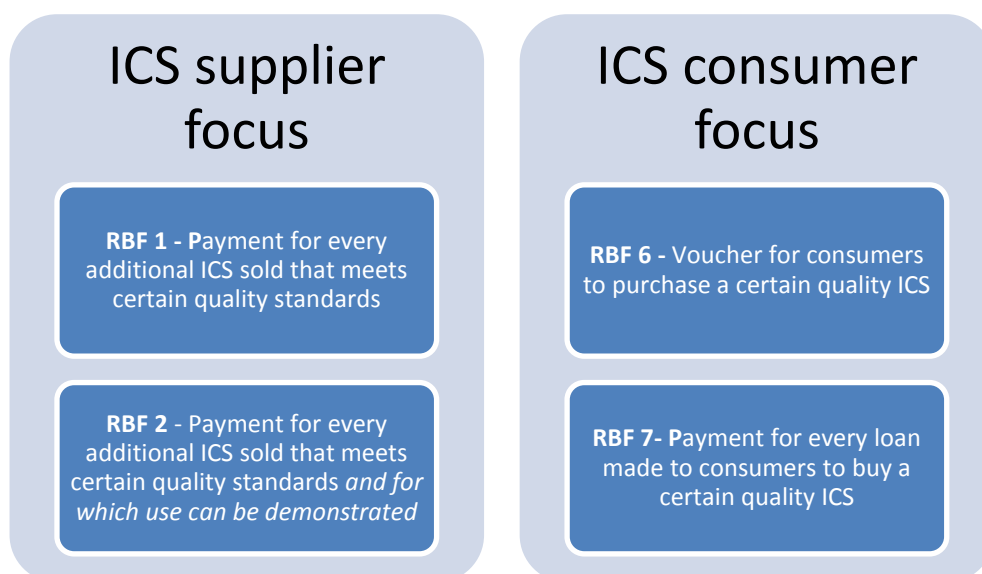 ICS supplier
focus
RBF 1 - Payment for every
additional ICS sold that meets
certain quality standards
RBF 2 - Payment for every
additional ICS sold that meets
certain quality standards and for
which use can be demonstrated
ICS consumer
focus
RBF 6 - Voucher for consumers
to purchase a certain quality ICS
RBF 7- Payment for every loan
made to consumers to buy a
certain quality ICS